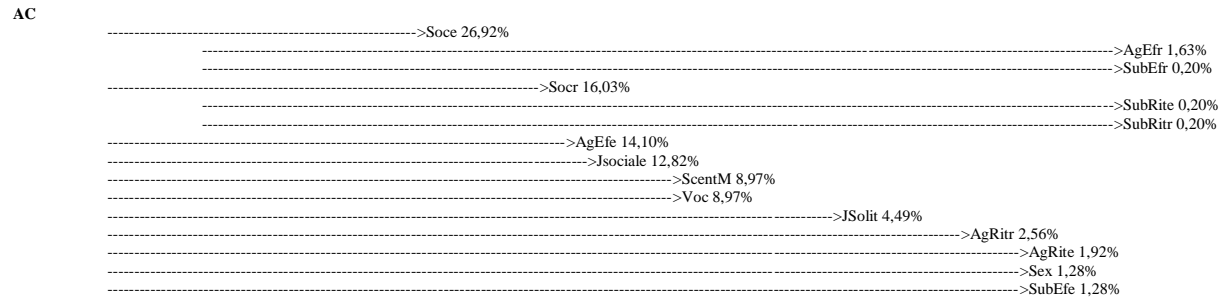 AC
------------------------------------------------------------>Soce 26,92%
------------------------------------------------------------>AgEfr 1,63%
------------------------------------------------------------>SubEfr 0,20%
------------------------------------------------------------>Socr 16,03%
------------------------------------------------------------>SubRite 0,20%
------------------------------------------------------------>SubRitr 0,20%
------------------------------------------------------------>AgEfe 14,10%
------------------------------------------------------------>Jsociale 12,82%
------------------------------------------------------------>ScentM 8,97%
------------------------------------------------------------>Voc 8,97%
------------------------------------------------------------>JSolit 4,49%
------------------------------------------------------------>AgRitr 2,56%
------------------------------------------------------------>AgRite 1,92%
------------------------------------------------------------>Sex 1,28%
------------------------------------------------------------>SubEfe 1,28%